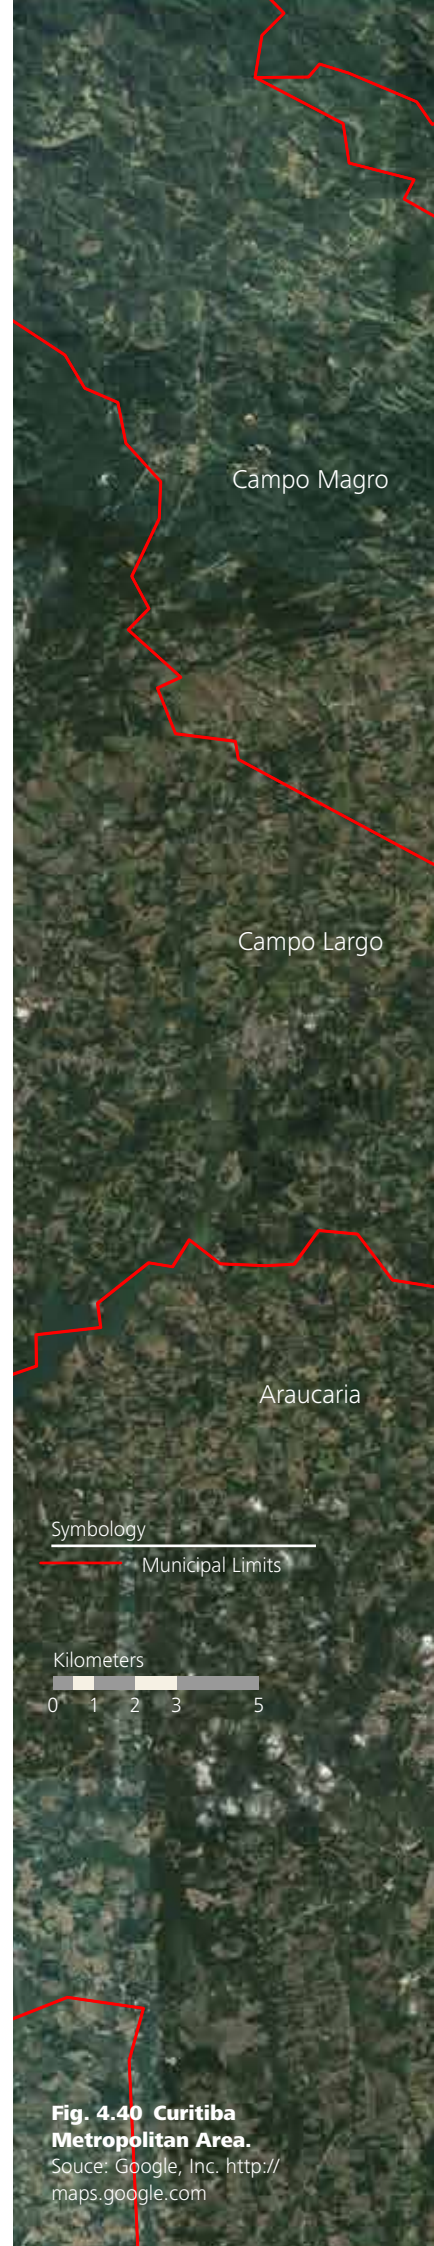 Campo Magro
Campo Largo
Araucaria
Symbology
Municipal Limits
Kilometers
0 1 2 3 5
Fig. 4.40 Curitiba
Metropolitan Area.
Souce: Google, Inc. http://
maps.google.com